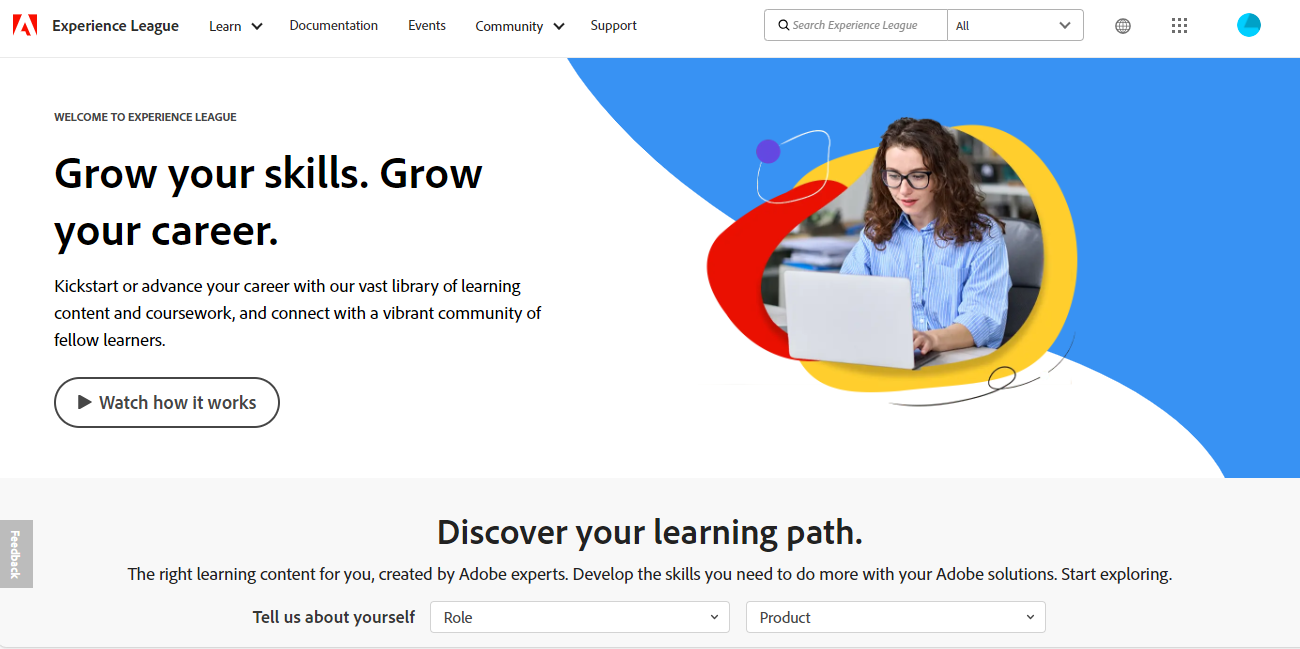 Experience League
Learn
Documentation
Events
Community
Support
Search Experience League
All
WELCOME TO EXPERIENCE LEAGUE
Grow your skills. Grow
your career.
Kickstart or advance your career with our vast library of learning
content and coursework, and connect with a vibrant community of
fellow learners.
Watch how it works
Feedback
Discover your learning path.
The right learning content for you, created by Adobe experts. Develop the skills you need to do more with your Adobe solutions. Start exploring.
Tell us about yourself
Role
Product